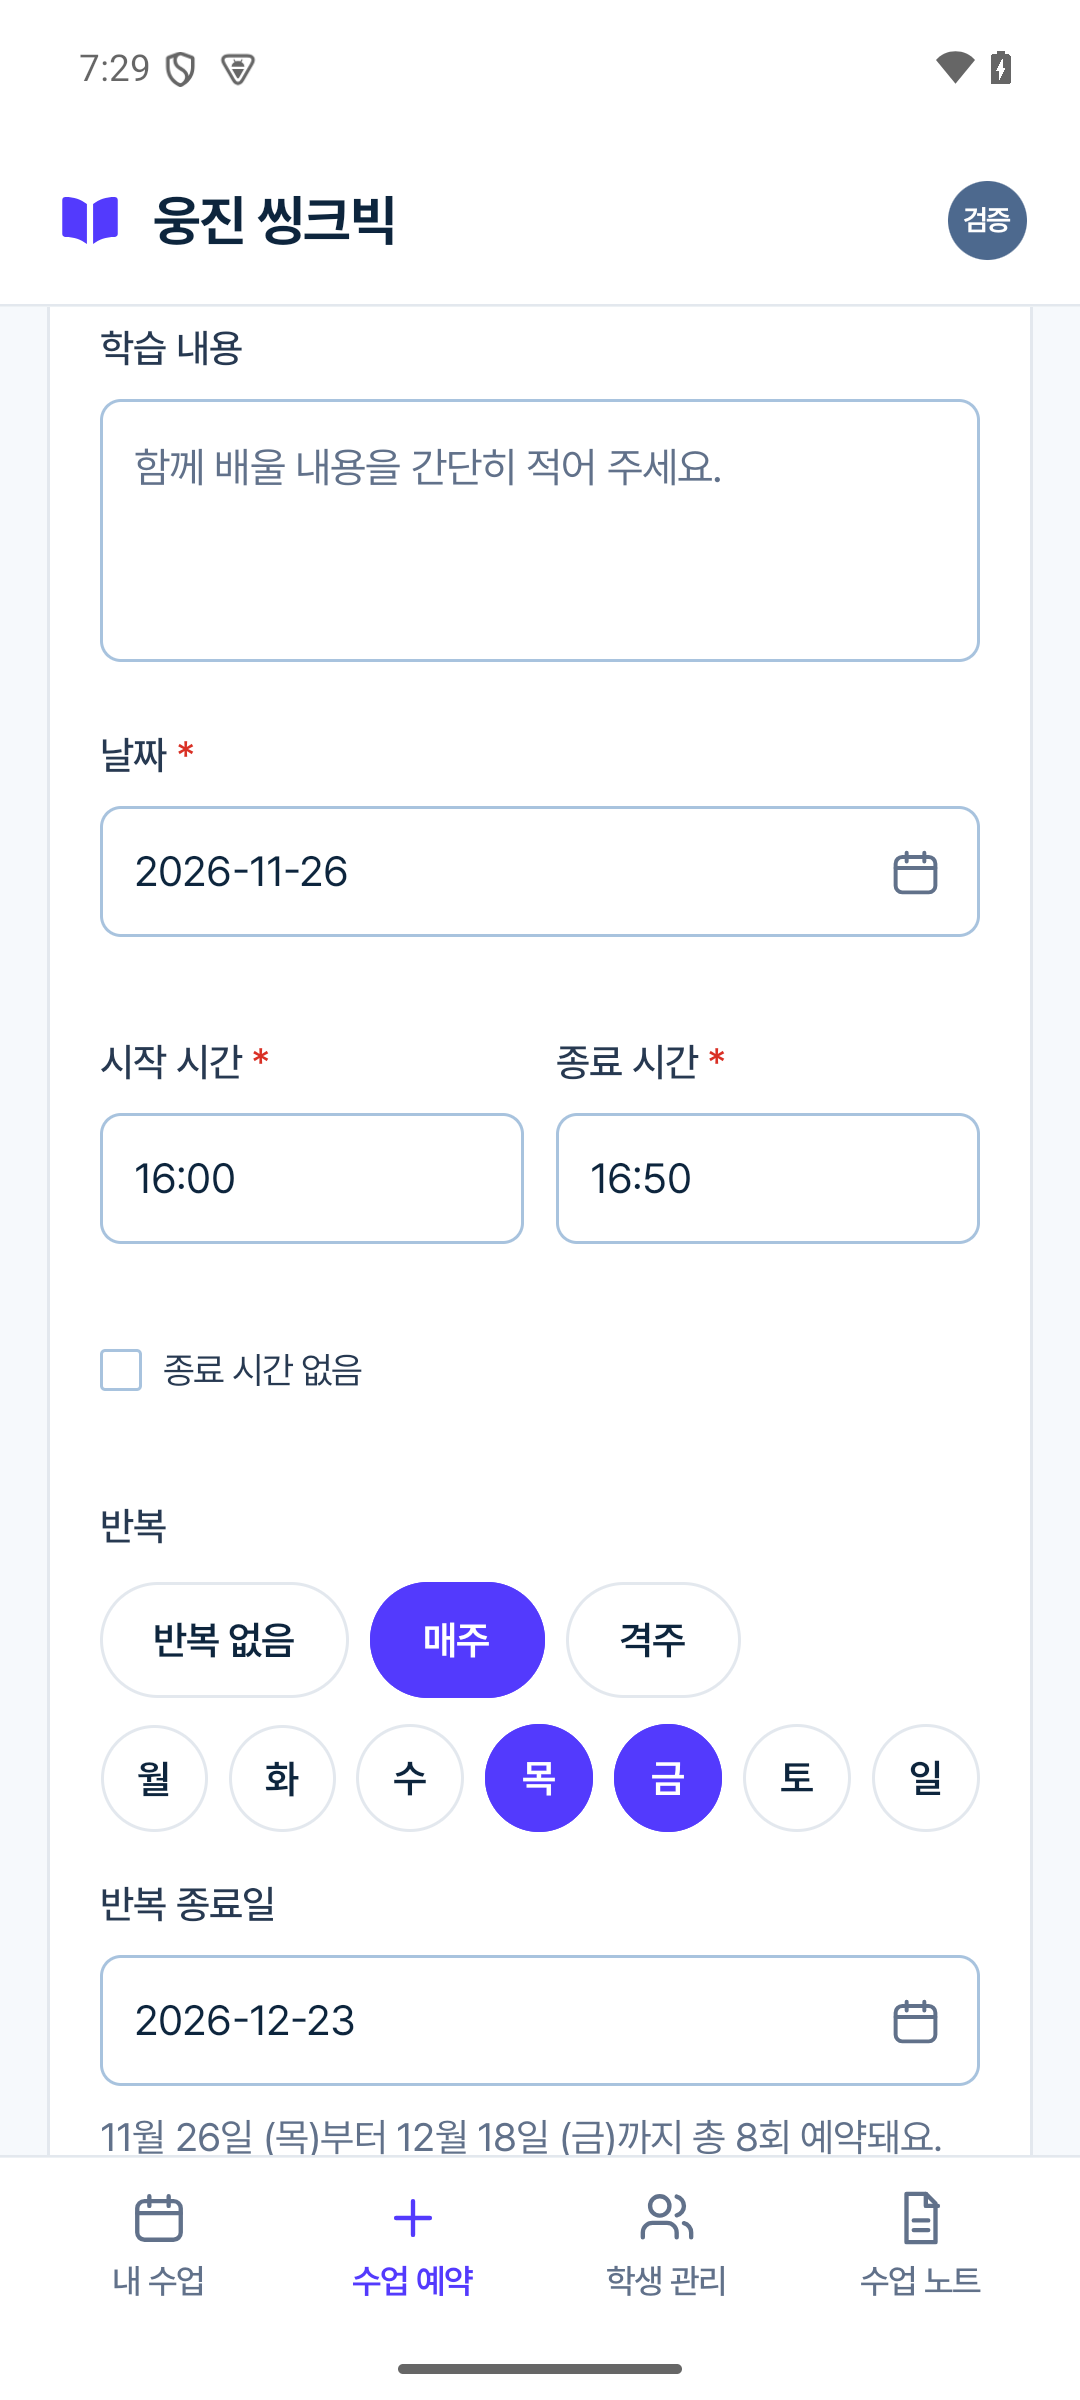 7:29
웅진 씽크빅
검증
학습 내용
함께 배울 내용을 간단히 적어 주세요.
날짜 *
2026-11-26
시작 시간 *
종료 시간 *
16:00
16:50
종료 시간 없음
반복
반복 없음
매주
격주
월
화
수
목
금
토
일
반복 종료일
2026-12-23
11월 26일 (목)부터 12월 18일 (금)까지 총 8회 예약돼요.
내 수업
수업 예약
학생 관리
수업 노트